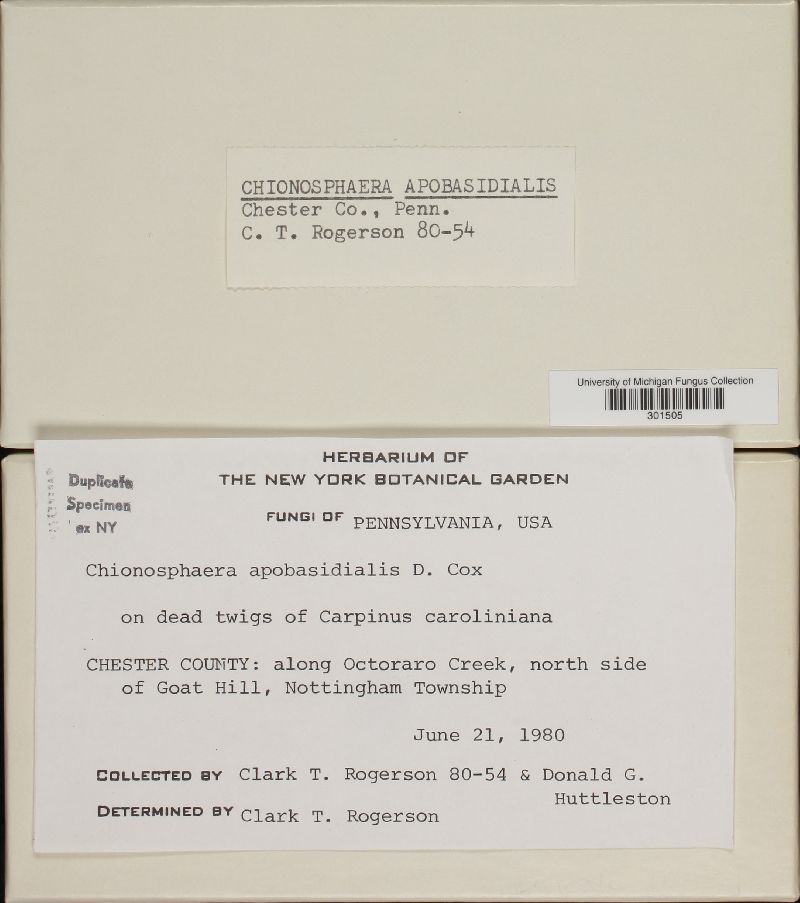 CHIONOSPHAERA APOBASIDIALIS
Chester Co., Penn.
C. T. Rogerson 80-54
University of Michigan Fungus Collection
301505
HERBARIUM OF
THE NEW YORK BOTANICAL GARDEN
Duplicate
Specimen
ex NY
FUNGI OF PENNSYLVANIA, USA
Chionosphaera apobasidialis D. Cox
on dead twigs of Carpinus caroliniana
CHESTER COUNTY: along Octoraro Creek, north side
of Goat Hill, Nottingham Township
June 21, 1980
COLLECTED BY Clark T. Rogerson 80-54 & Donald G.
Huttleston
DETERMINED BY Clark T. Rogerson